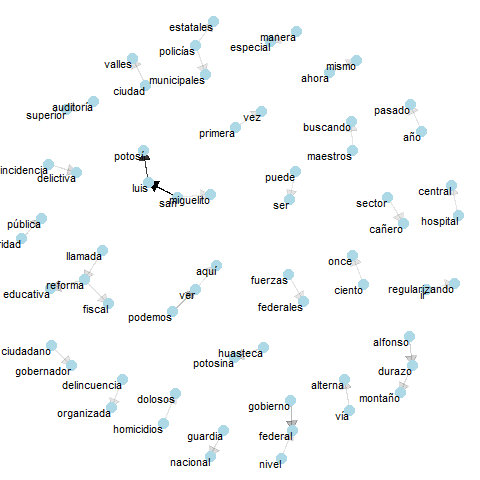 estatales
manera
especial
policías
valles
mismo
ahora
municipales
ciudad
auditoría
superior
pasado
vez
buscando
primera
año
potosí
maestros
incidencia
delictiva
puede
luis
central
san
miguelito
sector
ser
pública
hospital
cañero
ridad
llamada
once
aquí
fuerzas
reforma
ciento
regularizando
educativa
ver
il
fiscal
federales
podemos
alfonso
ciudadano
huasteca
potosina
gobernador
durazo
delincuencia
alterna
dolosos
montaño
gobierno
organizada
vía
homicidios
guardia
federal
nacional
nivel